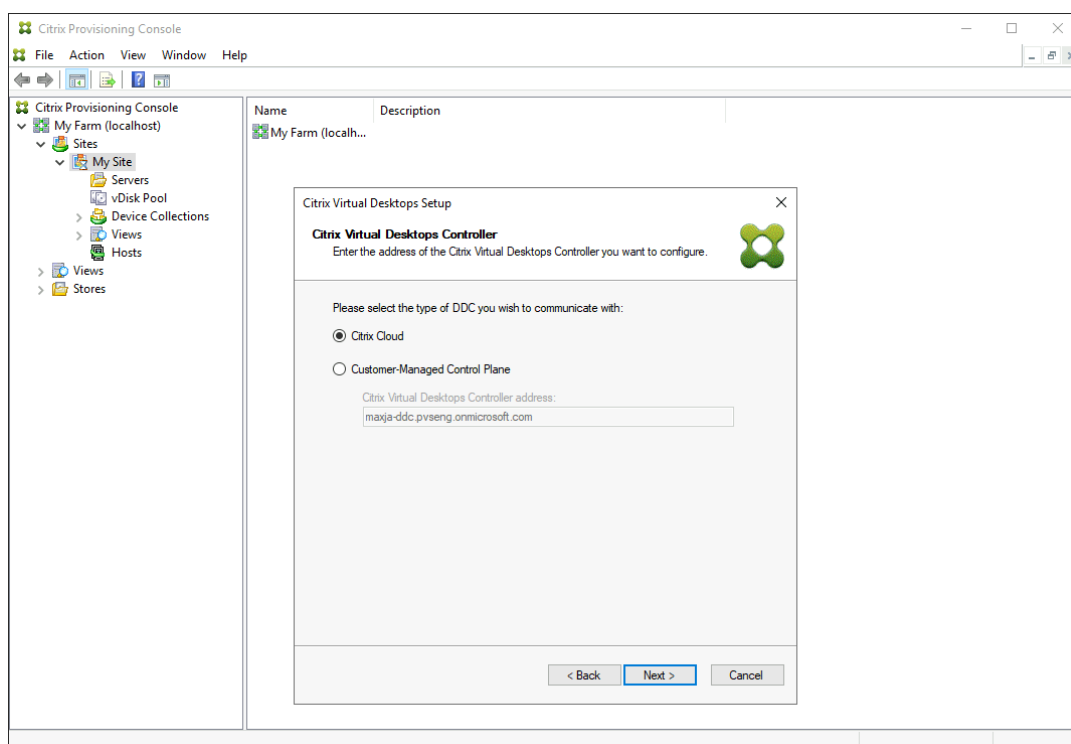 Citrix Provisioning Console
File Action View Window Help
Citrix Provisioning Console
My Farm (localhost)
Sites
My Site
Servers
vDisk Pool
Device Collections
Views
Hosts
Views
Stores
Name Description
My Farm (localh...
Citrix Virtual Desktops Setup
Citrix Virtual Desktops Controller
Enter the address of the Citrix Virtual Desktops Controller you want to configure.
Please select the type of DDC you wish to communicate with:
Citrix Cloud
Customer-Managed Control Plane
Citrix Virtual Desktops Controller address:
maxja-ddc.pvseng.onmicrosoft.com
< Back Next > Cancel